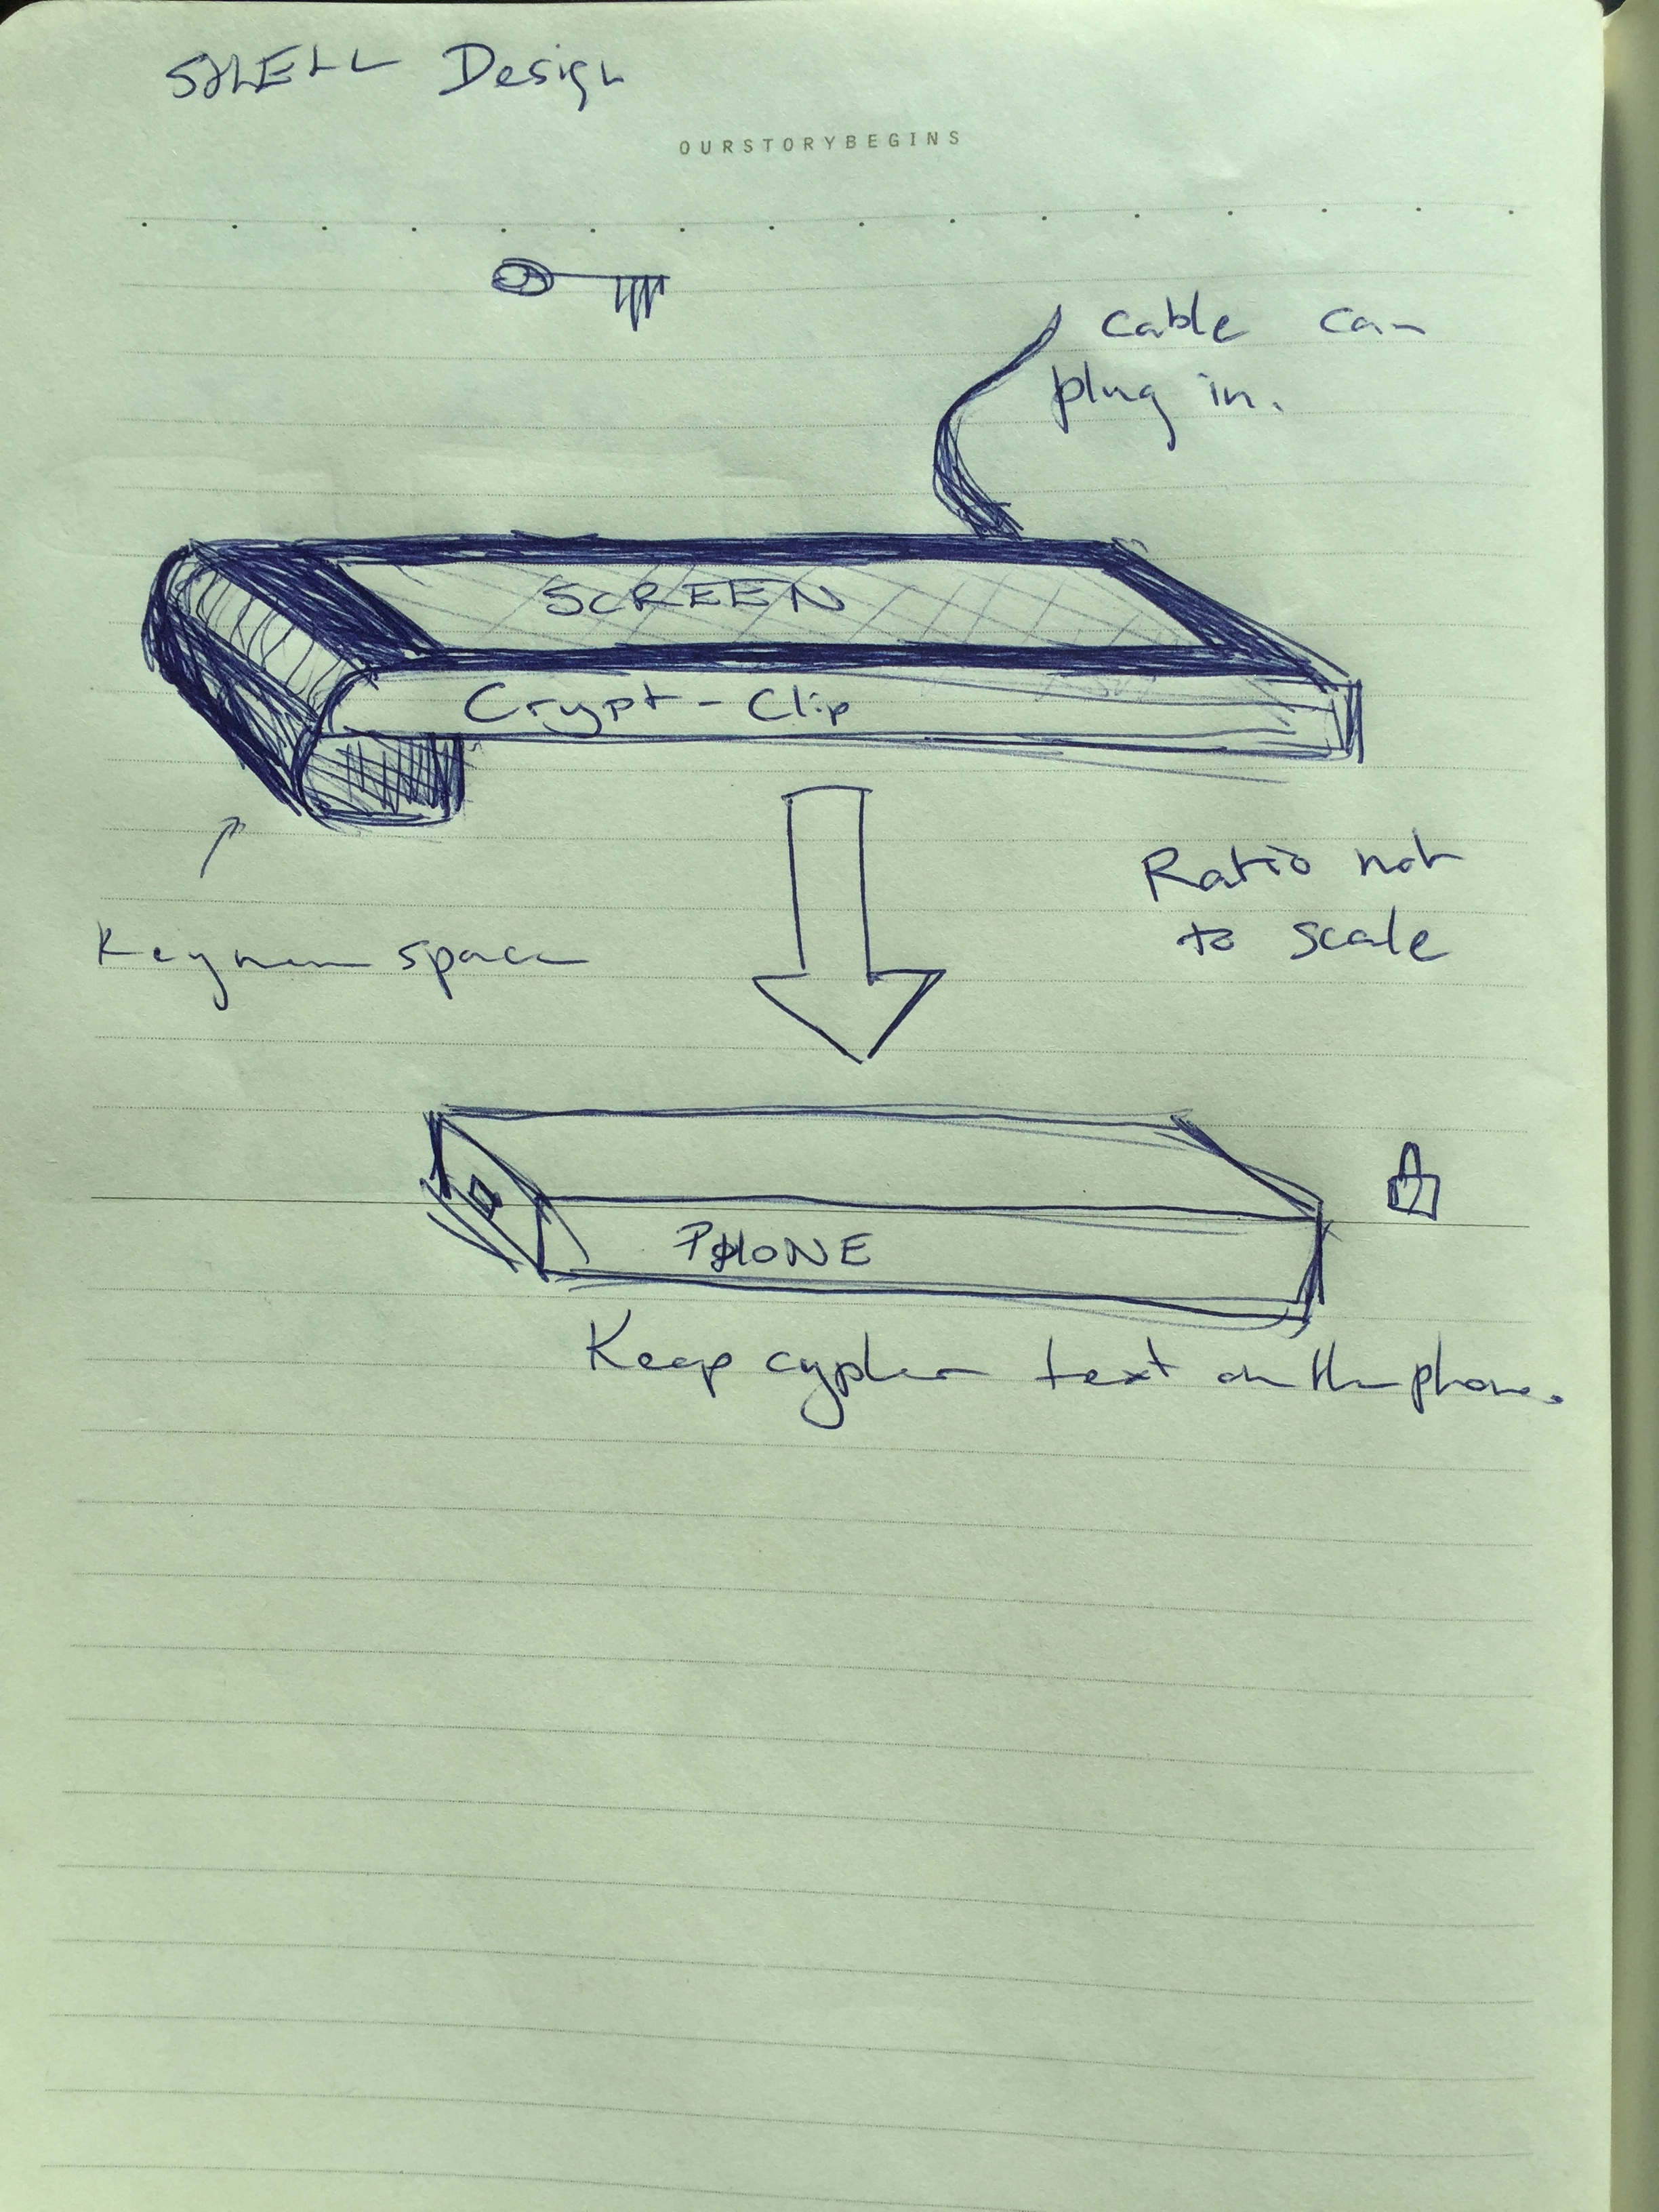 SHELL Design
OURSTORYBEGINS
cable can
plug in.
SCREEN
Crypt-Clip
Ratio not
to scale
space
PHONE
Keep cypher text on the phone.